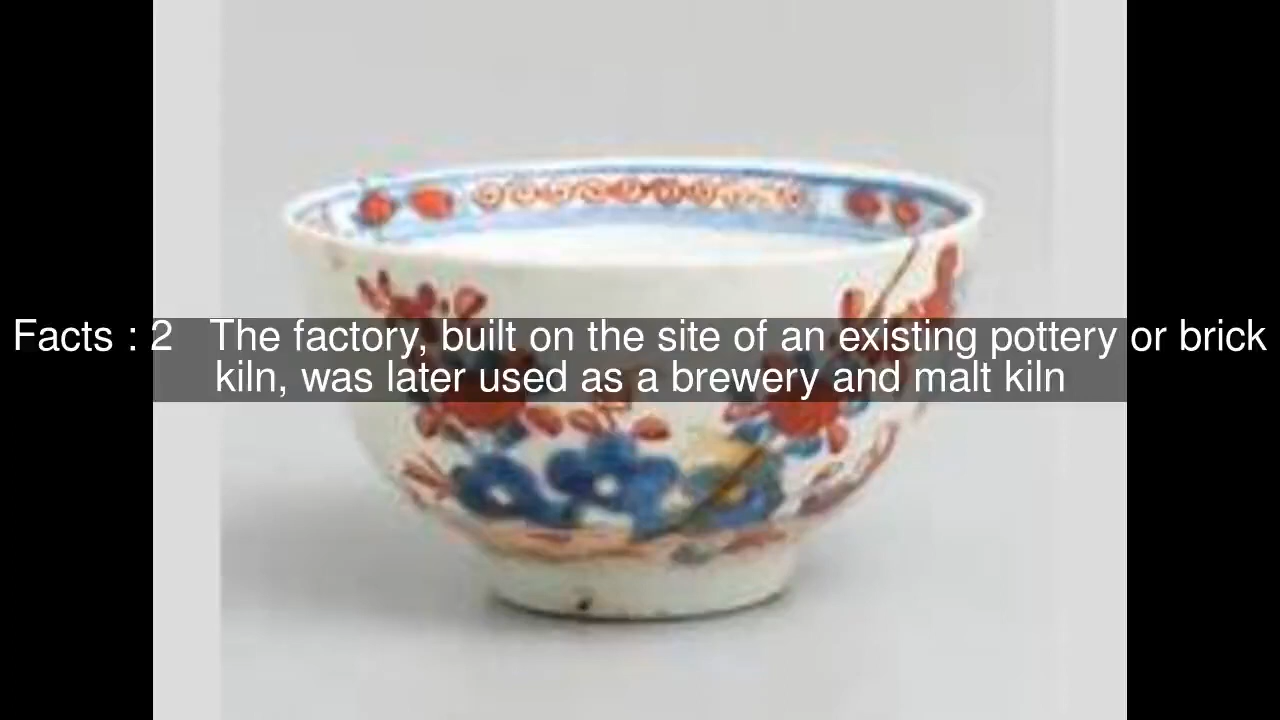 Facts : 2 The factory, built on the site of an existing pottery or brick
kiln, was later used as a brewery and malt kiln